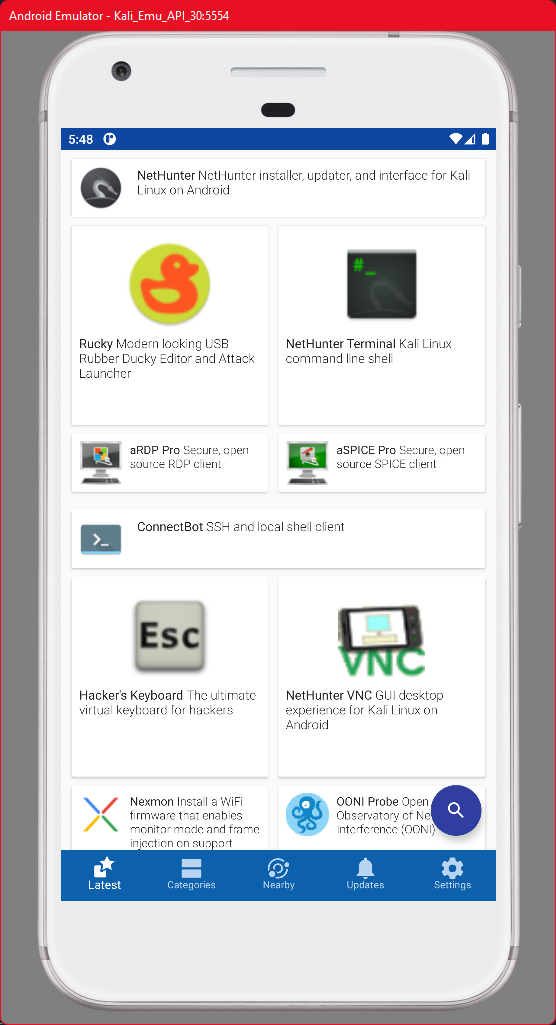 Android Emulator - Kali_Emu_API_30:5554
5:48
NetHunter NetHunter installer, updater, and interface for Kali
Linux on Android
Rucky Modern looking USB
Rubber Ducky Editor and Attack
Launcher
#_
NetHunter Terminal Kali Linux
command line shell
aRDP Pro Secure, open
source RDP client
aSPICE Pro Secure, open
source SPICE client
ConnectBot SSH and local shell client
Esc
Hacker's Keyboard The ultimate
virtual keyboard for hackers
VNC
NetHunter VNC GUI desktop
experience for Kali Linux on
Android
Nexmon Install a WiFi
firmware that enables
monitor mode and frame
injection on support
OONI Probe Open
Observatory of Ne
Interference (OONI)
Latest
Categories
Nearby
Updates
Settings